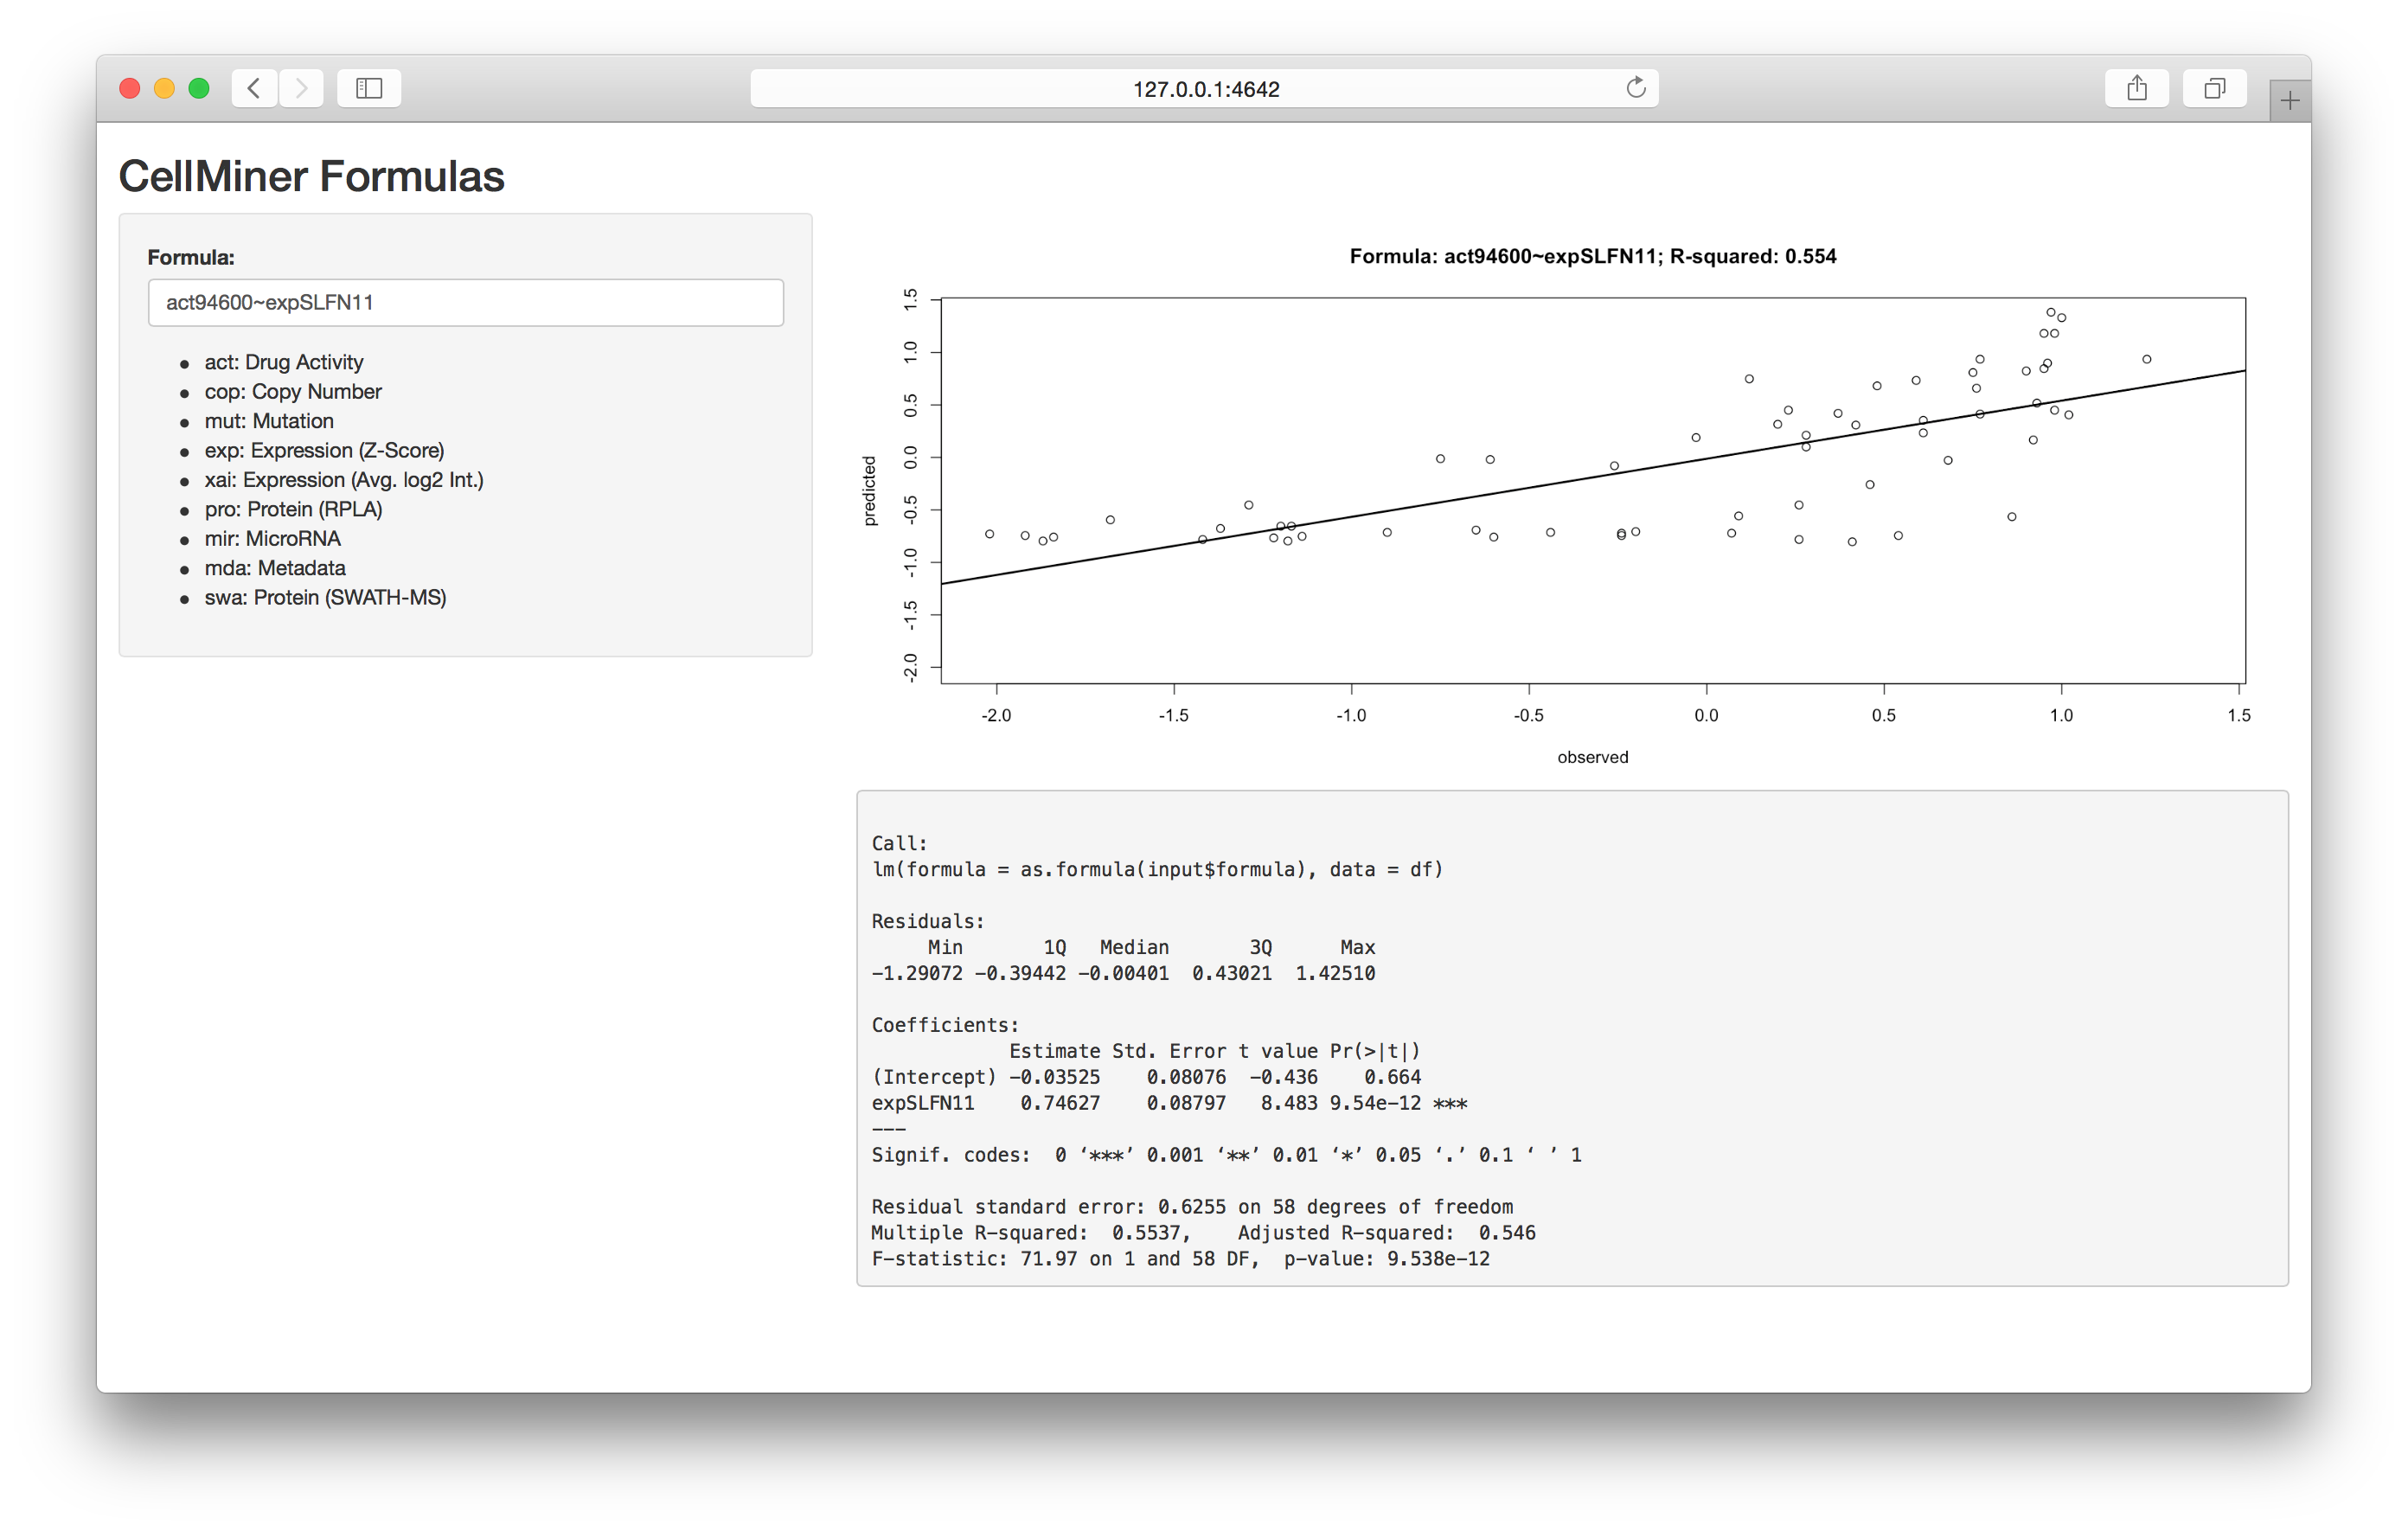 127.0.0.1:4642
CellMiner Formulas
Formula:
act94600~expSLFN11
act: Drug Activity
cop: Copy Number
mut: Mutation
exp: Expression (Z-Score)
xai: Expression (Avg. log2 Int.)
pro: Protein (RPLA)
mir: MicroRNA
mda: Metadata
swa: Protein (SWATH-MS)
Formula: act94600~expSLFN11; R-squared: 0.554
predicted
1.5
1.0
0.5
0.0
-0.5
-1.0
-1.5
-2.0
-2.0 -1.5 -1.0 -0.5 0.0 0.5 1.0 1.5
observed
Call:
lm(formula = as.formula(input$formula), data = df)
Residuals:
Min 1Q Median 3Q Max
-1.29072 -0.39442 -0.00401 0.43021 1.42510
Coefficients:
Estimate Std. Error t value Pr(>|t|)
(Intercept) -0.03525 0.08076 -0.436 0.664
expSLFN11 0.74627 0.08797 8.483 9.54e-12 ***
---
Signif. codes: 0 ‘***’ 0.001 ‘**’ 0.01 ‘*’ 0.05 ‘.’ 0.1 ‘ ’ 1
Residual standard error: 0.6255 on 58 degrees of freedom
Multiple R-squared: 0.5537, Adjusted R-squared: 0.546
F-statistic: 71.97 on 1 and 58 DF, p-value: 9.538e-12